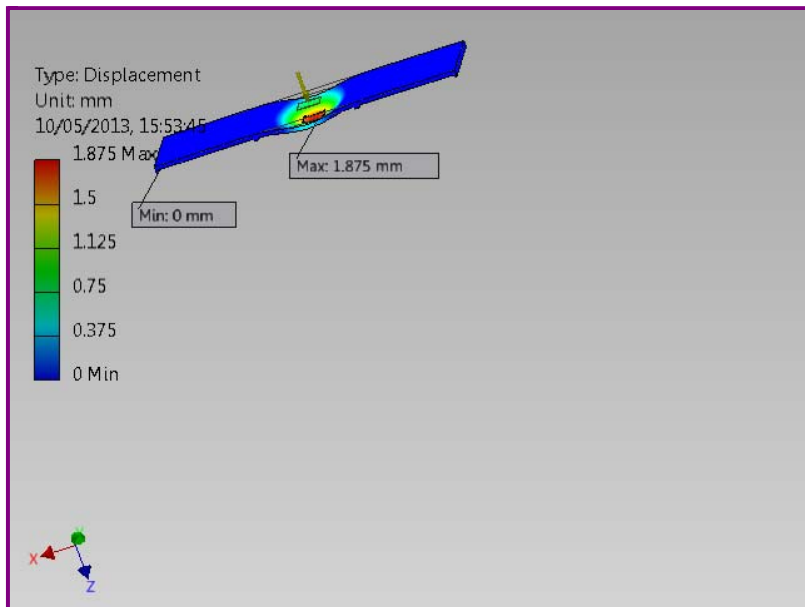 Type: Displacement
Unit: mm
10/05/2013, 15:53:45
1.875 Max
Max: 1.875 mm
1.5
Min: 0 mm
1.125
0.75
0.375
0 Min
Y
X
Z